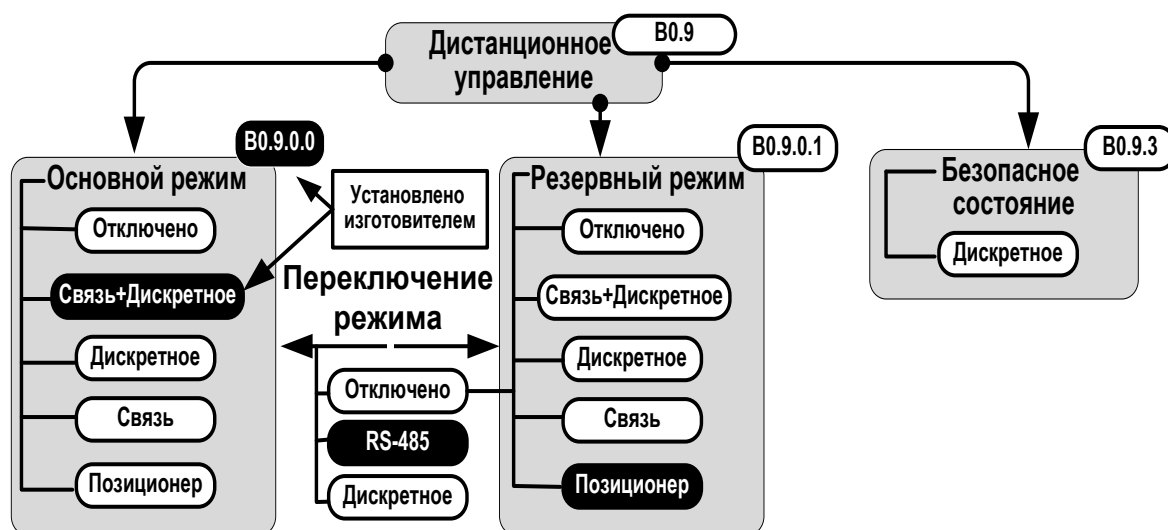 Дистанционное
управление
B0.9
B0.9.0.0
Основной режим
Отключено
Связь+Дискретное
Дискретное
Связь
Позиционер
Установлено
изготовителем
Переключение
режима
Отключено
RS-485
Дискретное
B0.9.0.1
Резервный режим
Отключено
Связь+Дискретное
Дискретное
Связь
Позиционер
B0.9.3
Безопасное
состояние
Дискретное